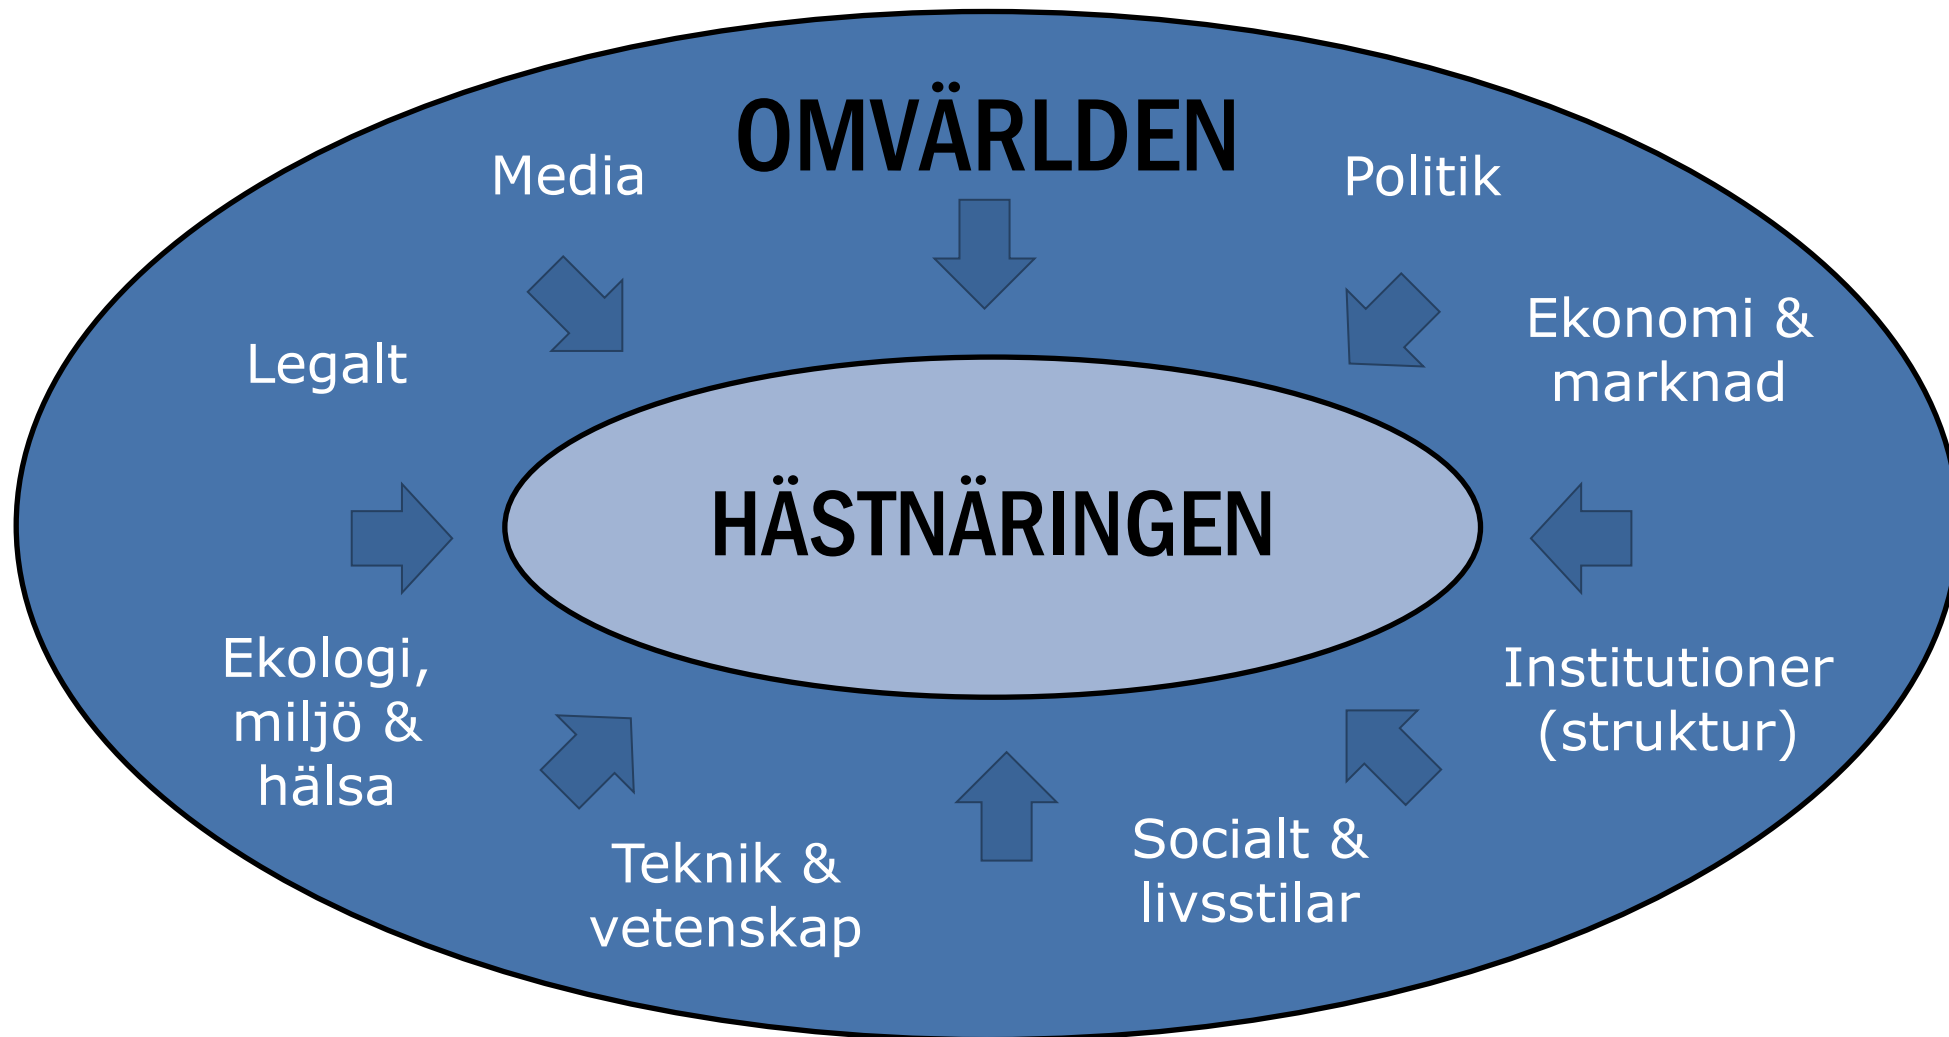 OMVÄRLDEN
Media
Politik
Ekonomi &
marknad
Legalt
HÄSTNÄRINGEN
Ekologi,
miljö &
hälsa
Institutioner
(struktur)
Teknik &
vetenskap
Socialt &
livsstilar